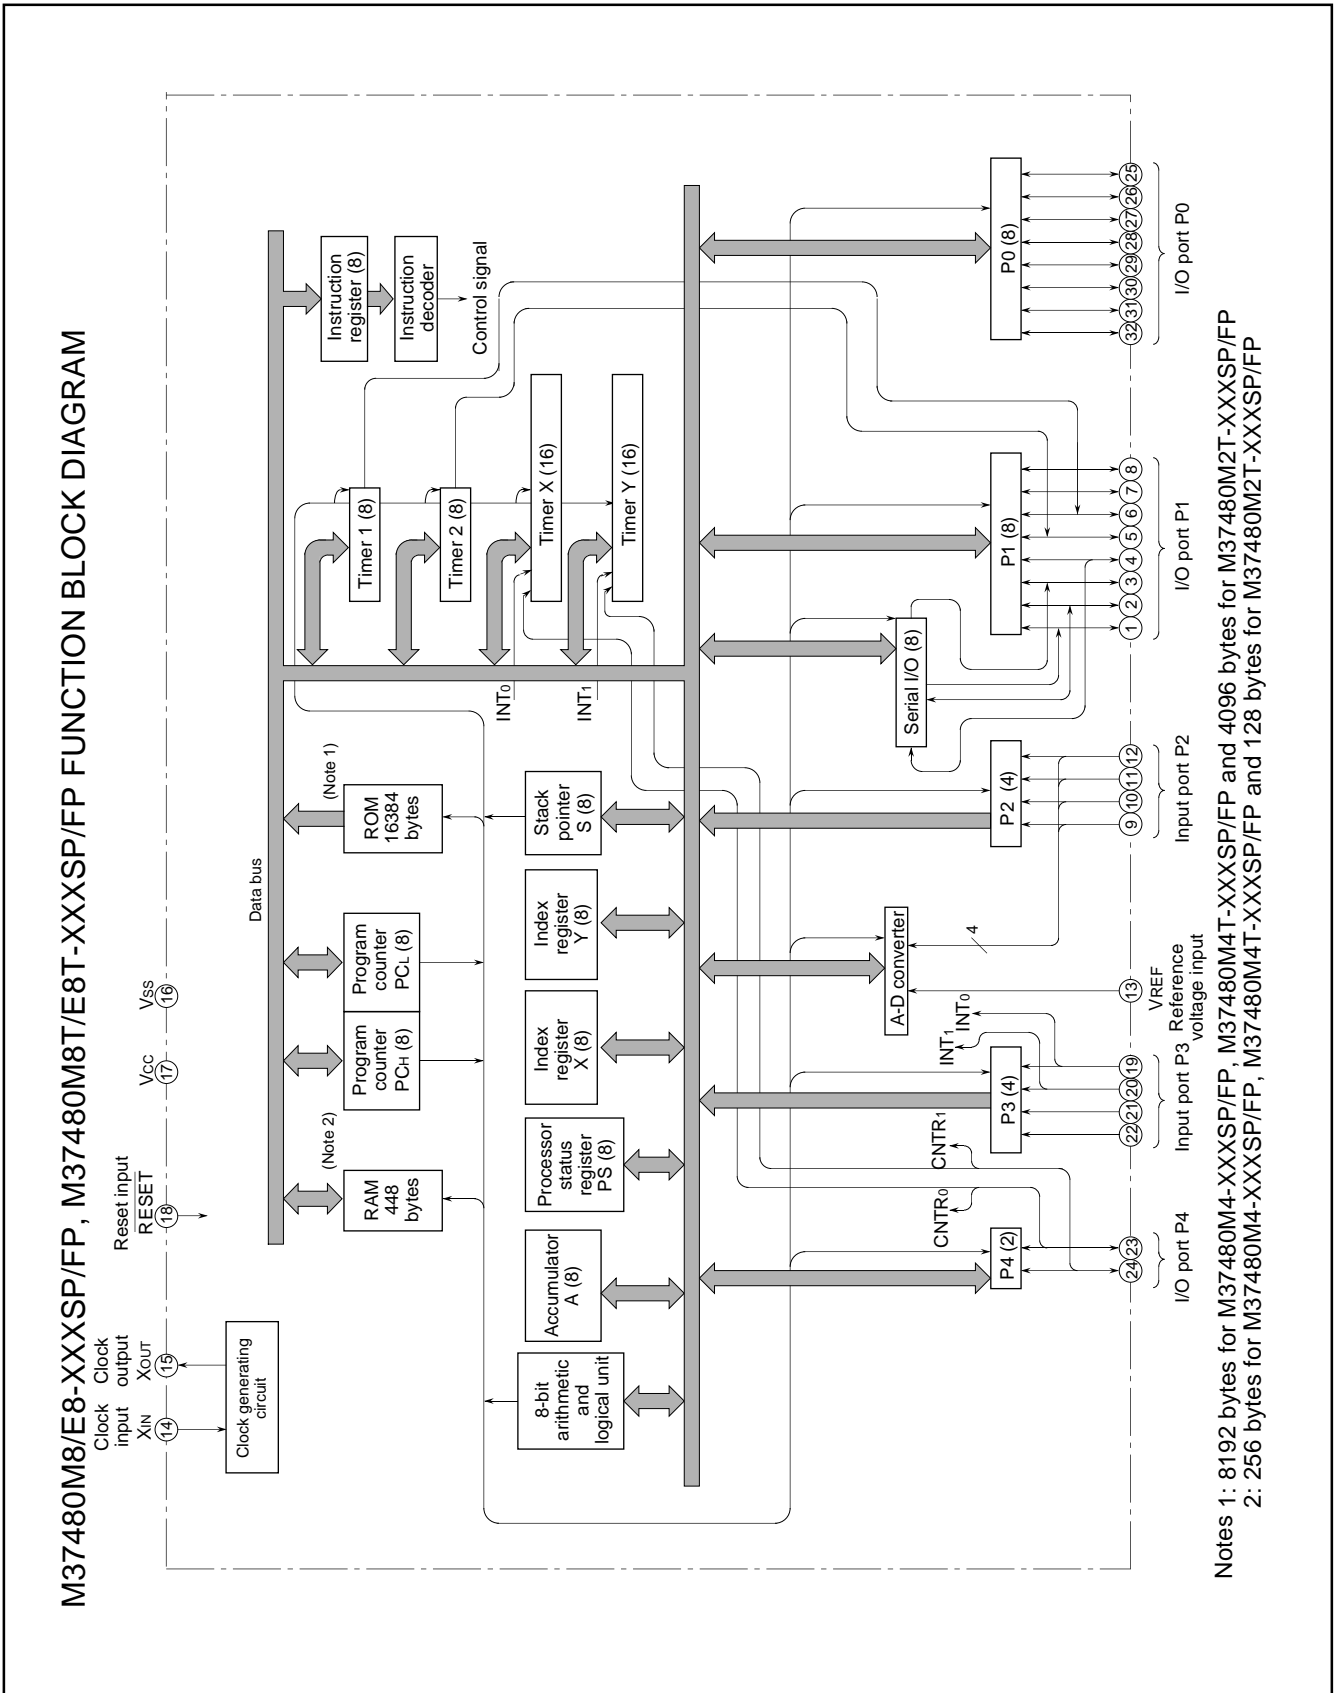 M37480M8/E8-XXXSP/FP, M37480M8T/E8T-XXXSP/FP FUNCTION BLOCK DIAGRAM
Clock
input
XIN
14
Clock
output
XOUT
15
Reset input
RESET
18
VCC
17
VSS
16
Clock generating
circuit
Data bus
(Note 2)
RAM
448
bytes
Program
counter
PCH (8)
Program
counter
PCL (8)
(Note 1)
ROM
16384
bytes
Instruction
register (8)
Instruction
decoder
Control signal
Timer 1 (8)
Timer 2 (8)
Timer X (16)
Timer Y (16)
INT0
INT1
8-bit
arithmetic
and
logical unit
Accumulator
A (8)
Processor
status
register
PS (8)
Index
register
X (8)
Index
register
Y (8)
Stack
pointer
S (8)
CNTR0
CNTR1
INT1
INT0
4
P4 (2)
P3 (4)
A-D converter
P2 (4)
Serial I/O (8)
P1 (8)
P0 (8)
24 23
22 21 20 19
13
9 10 11 12
1 2 3 4 5 6 7 8
32 31 30 29 28 27 26 25
I/O port P4
Input port P3
VREF
Reference
voltage input
Input port P2
I/O port P1
I/O port P0
Notes 1: 8192 bytes for M37480M4-XXXSP/FP, M37480M4T-XXXSP/FP and 4096 bytes for M37480M2T-XXXSP/FP
2: 256 bytes for M37480M4-XXXSP/FP, M37480M4T-XXXSP/FP and 128 bytes for M37480M2T-XXXSP/FP